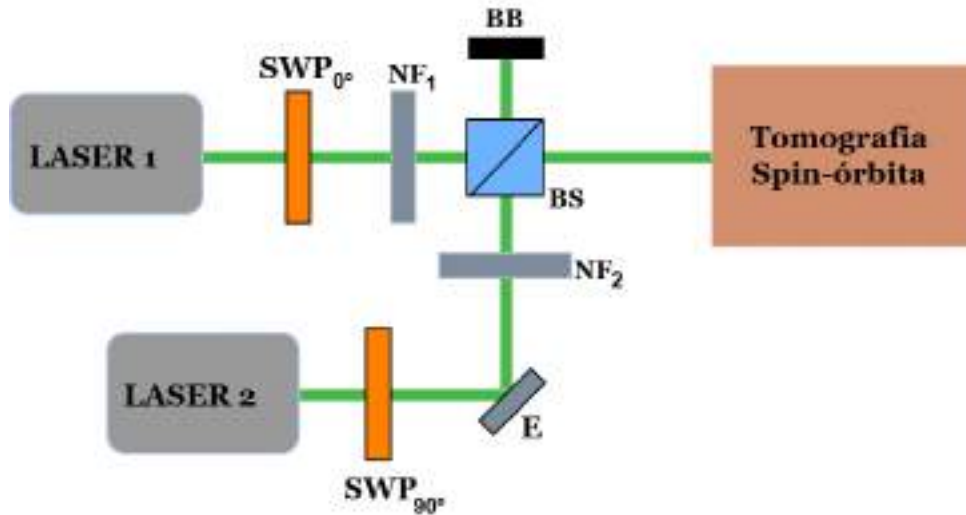 BB
SWP0°
NF1
LASER 1
Tomografia
Spin-órbita
BS
NF2
LASER 2
E
SWP90°